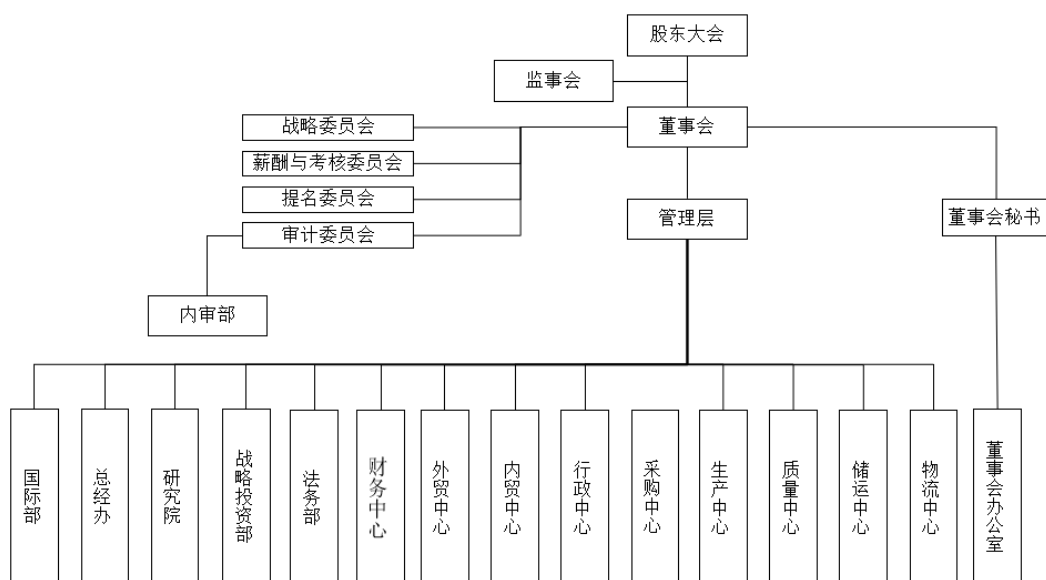 股东大会
监事会
董事会
战略委员会
薪酬与考核委员会
提名委员会
审计委员会
管理层
董事会秘书
内审部
国际部
总经办
研究院
战略投资部
法务部
财务中心
外贸中心
内贸中心
行政中心
采购中心
生产中心
质量中心
储运中心
物流中心
董事会办公室